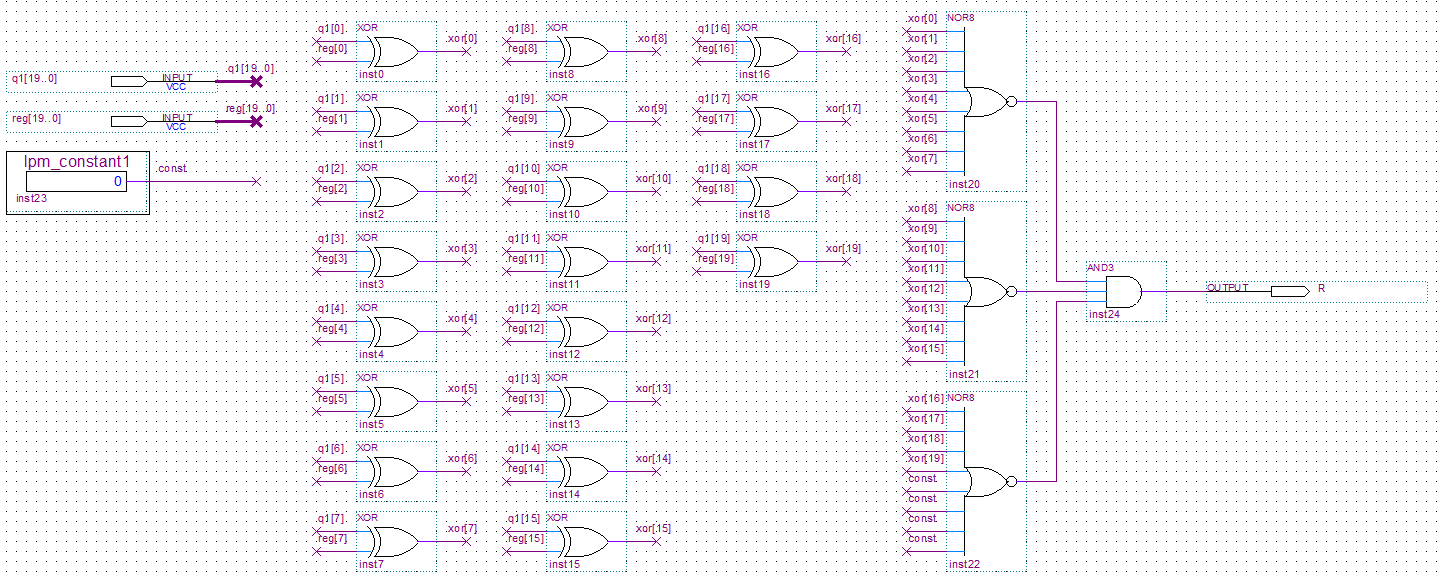 q1[19..0] INPUT VCC q1[19..0]
reg[19..0] INPUT VCC reg[19..0]
lpm_constant1
0
const
inst23
q1[0] XOR
reg[0] xor[0]
inst0
q1[1] XOR
reg[1] xor[1]
inst1
q1[2] XOR
reg[2] xor[2]
inst2
q1[3] XOR
reg[3] xor[3]
inst3
q1[4] XOR
reg[4] xor[4]
inst4
q1[5] XOR
reg[5] xor[5]
inst5
q1[6] XOR
reg[6] xor[6]
inst6
q1[7] XOR
reg[7] xor[7]
inst7
q1[8] XOR
reg[8] xor[8]
inst8
q1[9] XOR
reg[9] xor[9]
inst9
q1[10] XOR
reg[10] xor[10]
inst10
q1[11] XOR
reg[11] xor[11]
inst11
q1[12] XOR
reg[12] xor[12]
inst12
q1[13] XOR
reg[13] xor[13]
inst13
q1[14] XOR
reg[14] xor[14]
inst14
q1[15] XOR
reg[15] xor[15]
inst15
q1[16] XOR
reg[16] xor[16]
inst16
q1[17] XOR
reg[17] xor[17]
inst17
q1[18] XOR
reg[18] xor[18]
inst18
q1[19] XOR
reg[19] xor[19]
inst19
xor[0] NOR8
xor[1]
xor[2]
xor[3]
xor[4]
xor[5]
xor[6]
xor[7]
inst20
xor[8] NOR8
xor[9]
xor[10]
xor[11]
xor[12]
xor[13]
xor[14]
xor[15]
inst21
xor[16] NOR8
xor[17]
xor[18]
xor[19]
const
const
const
const
inst22
AND3
inst24
OUTPUT R